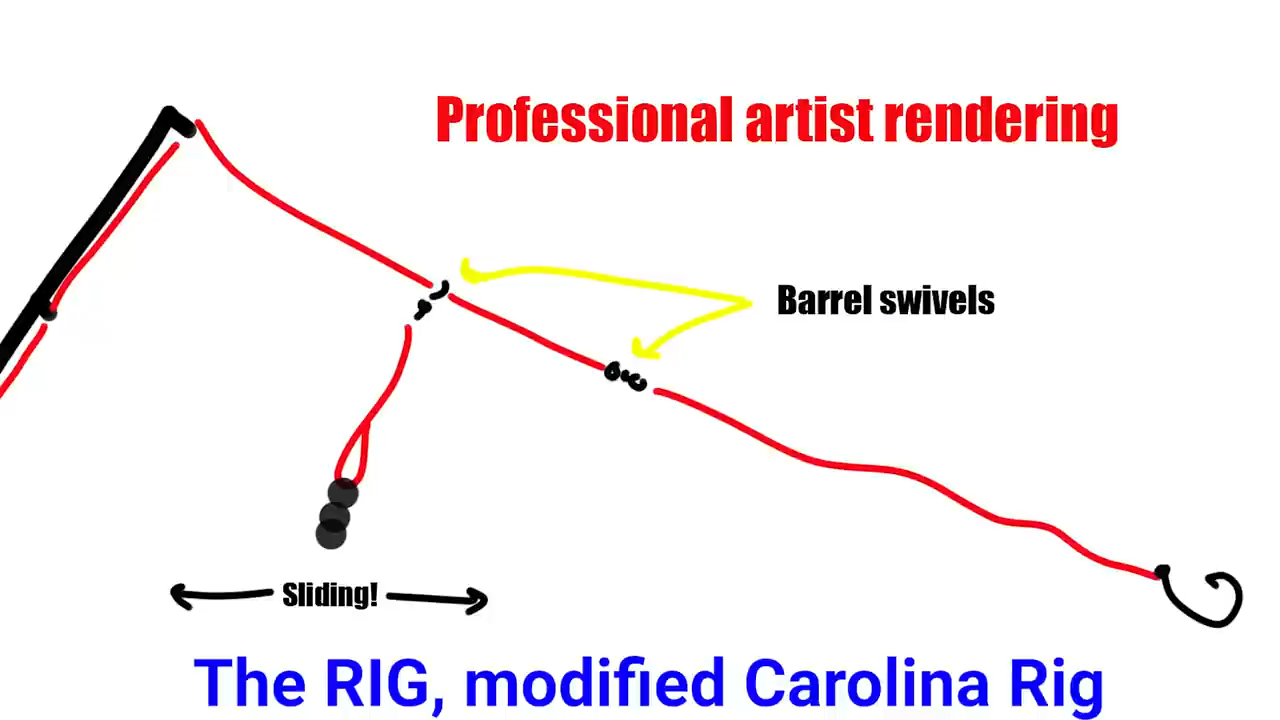 Professional artist rendering
Barrel swivels
Sliding!
The RIG, modified Carolina Rig